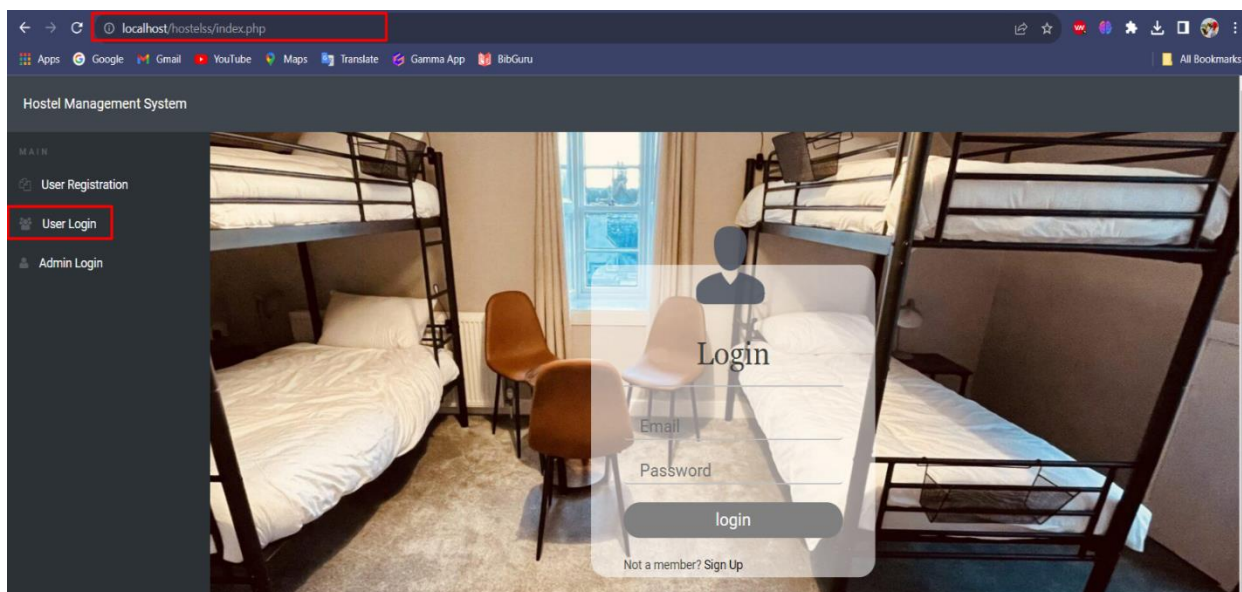 localhost/hostelss/index.php
Apps Google Gmail YouTube Maps Translate Gamma App BibGuru All Bookmarks
Hostel Management System
MAIN
User Registration
User Login
Admin Login
Login
Email
Password
login
Not a member? Sign Up